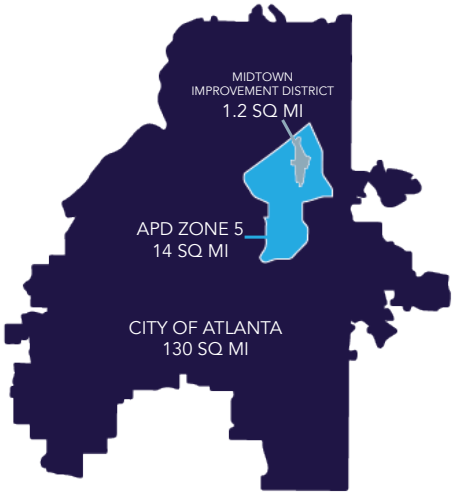 MIDTOWN
IMPROVEMENT DISTRICT
1.2 SQ MI
APD ZONE 5
14 SQ MI
CITY OF ATLANTA
130 SQ MI